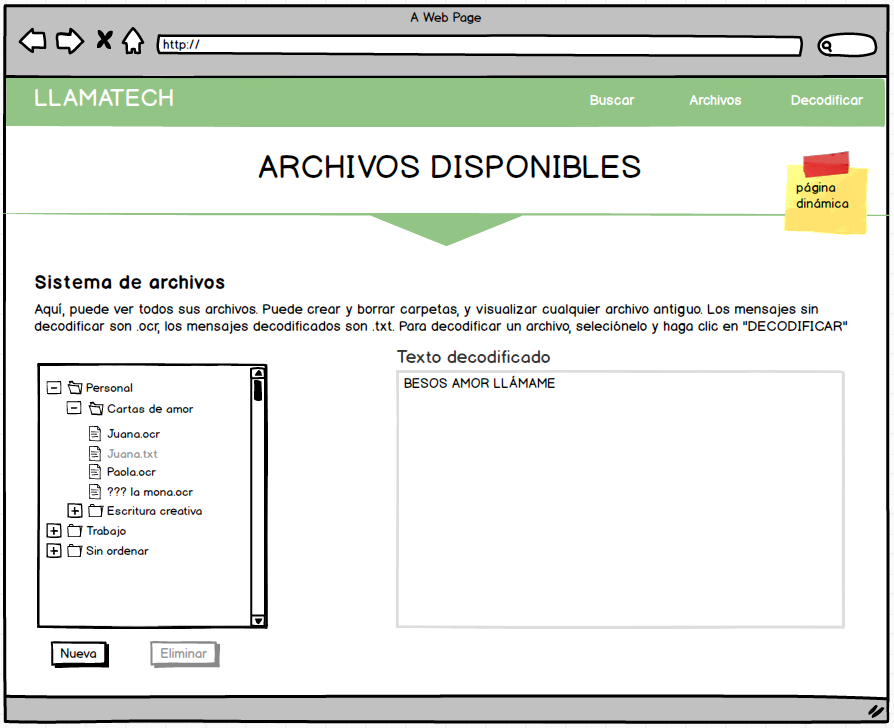 A Web Page
http://
LLAMATECH
Buscar
Archivos
Decodificar
ARCHIVOS DISPONIBLES
página
dinámica
Sistema de archivos
Aquí, puede ver todos sus archivos. Puede crear y borrar carpetas, y visualizar cualquier archivo antiguo. Los mensajes sin
decodificar son .ocr, los mensajes decodificados son .txt. Para decodificar un archivo, seleciónelo y haga clic en "DECODIFICAR"
Personal
Cartas de amor
Juana.ocr
Juana.txt
Paola.ocr
??? la mona.ocr
Escritura creativa
Trabajo
Sin ordenar
Nueva
Eliminar
Texto decodificado
BESOS AMOR LLÁMAME